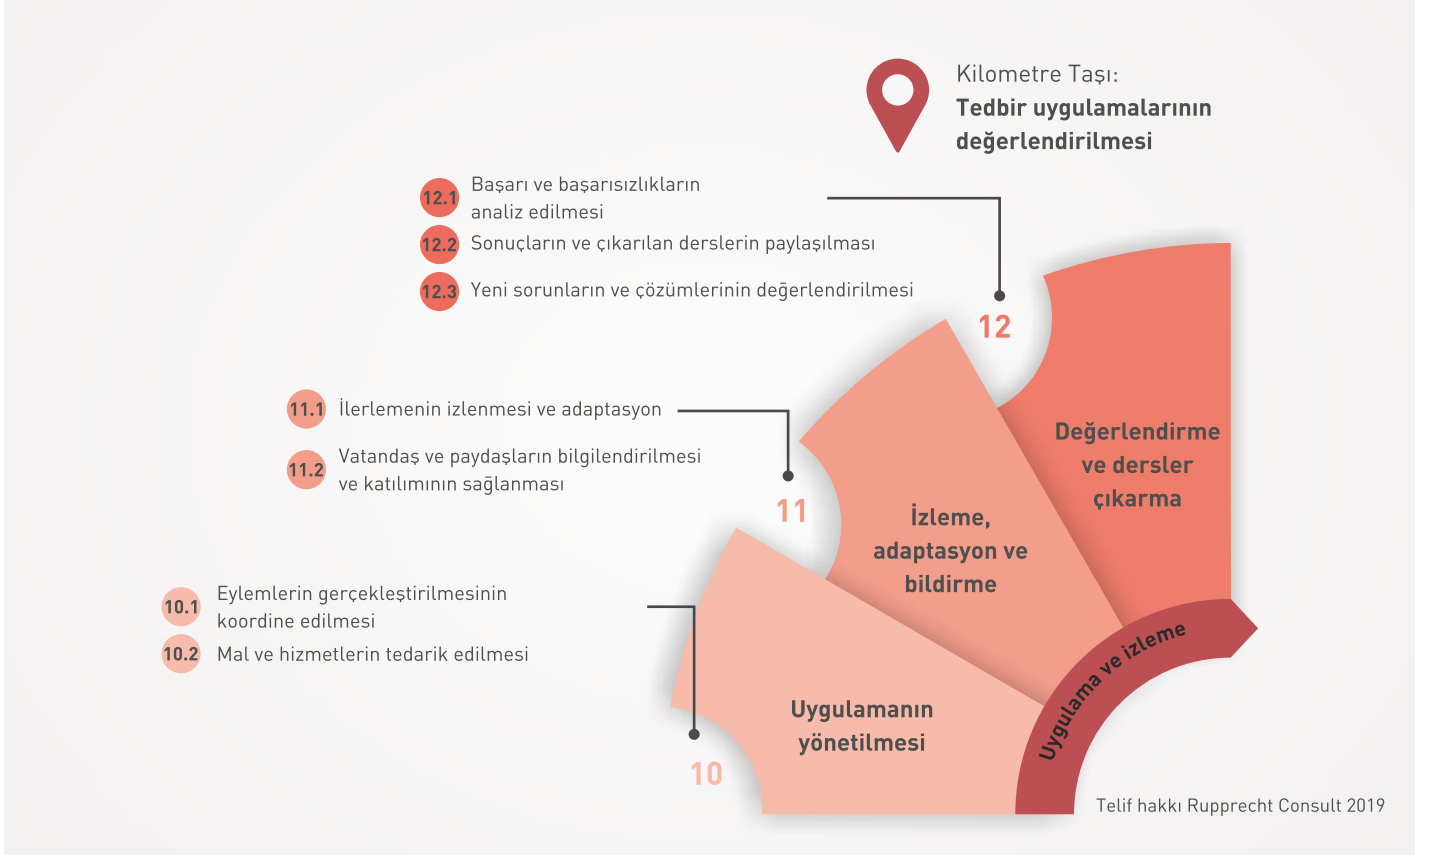 Kilometre Taşı:
Tedbir uygulamalarının
değerlendirilmesi
12.1 Başarı ve başarısızlıkların
analiz edilmesi
12.2 Sonuçların ve çıkarılan derslerin paylaşılması
12.3 Yeni sorunların ve çözümlerinin değerlendirilmesi
12
Değerlendirme
ve dersler
çıkarma
11.1 İlerlemenin izlenmesi ve adaptasyon
11.2 Vatandaş ve paydaşların bilgilendirilmesi
ve katılımının sağlanması
11
İzleme,
adaptasyon ve
bildirme
10.1 Eylemlerin gerçekleştirilmesinin
koordine edilmesi
10.2 Mal ve hizmetlerin tedarik edilmesi
10
Uygulamanın
yönetilmesi
Uygulama ve izleme
Telif hakkı Rupprecht Consult 2019